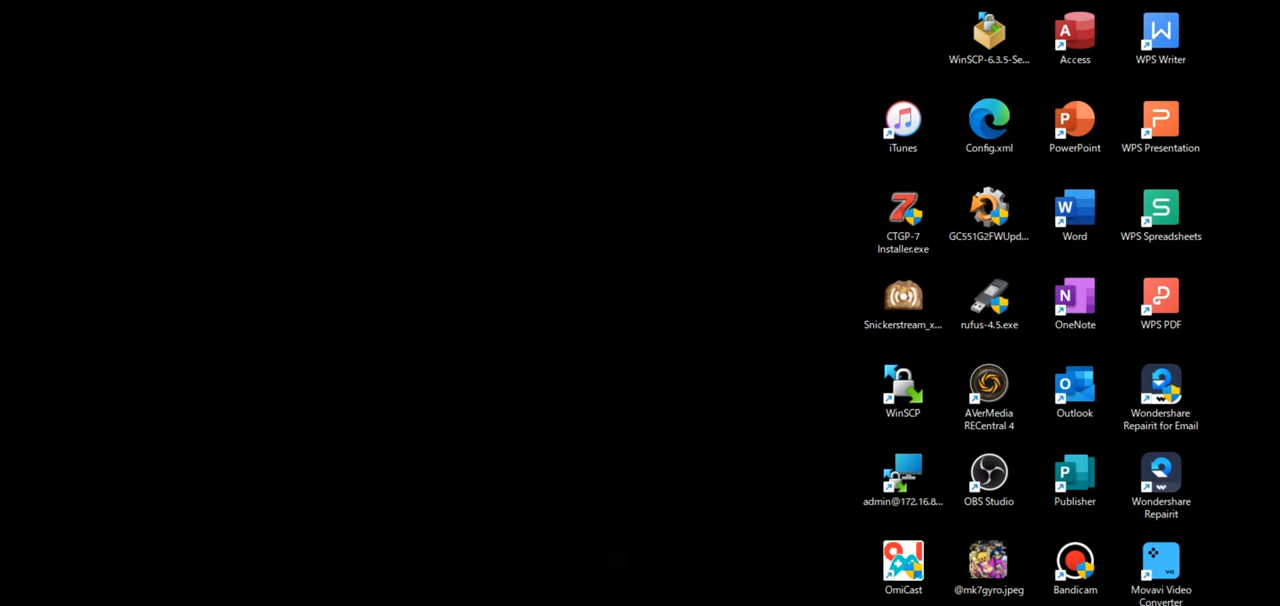 WinSCP-6.3.5-Se...
Access
WPS Writer
iTunes
Config.xml
PowerPoint
WPS Presentation
CTGP-7
Installer.exe
GC551G2FWUpd...
Word
WPS Spreadsheets
Snickerstream_x...
rufus-4.5.exe
OneNote
WPS PDF
WinSCP
AVerMedia
RECentral 4
Outlook
Wondershare
Repairit for Email
admin@172.16.8...
OBS Studio
Publisher
Wondershare
Repairit
OmiCast
@mk7gyro.jpeg
Bandicam
Movavi Video
Converter